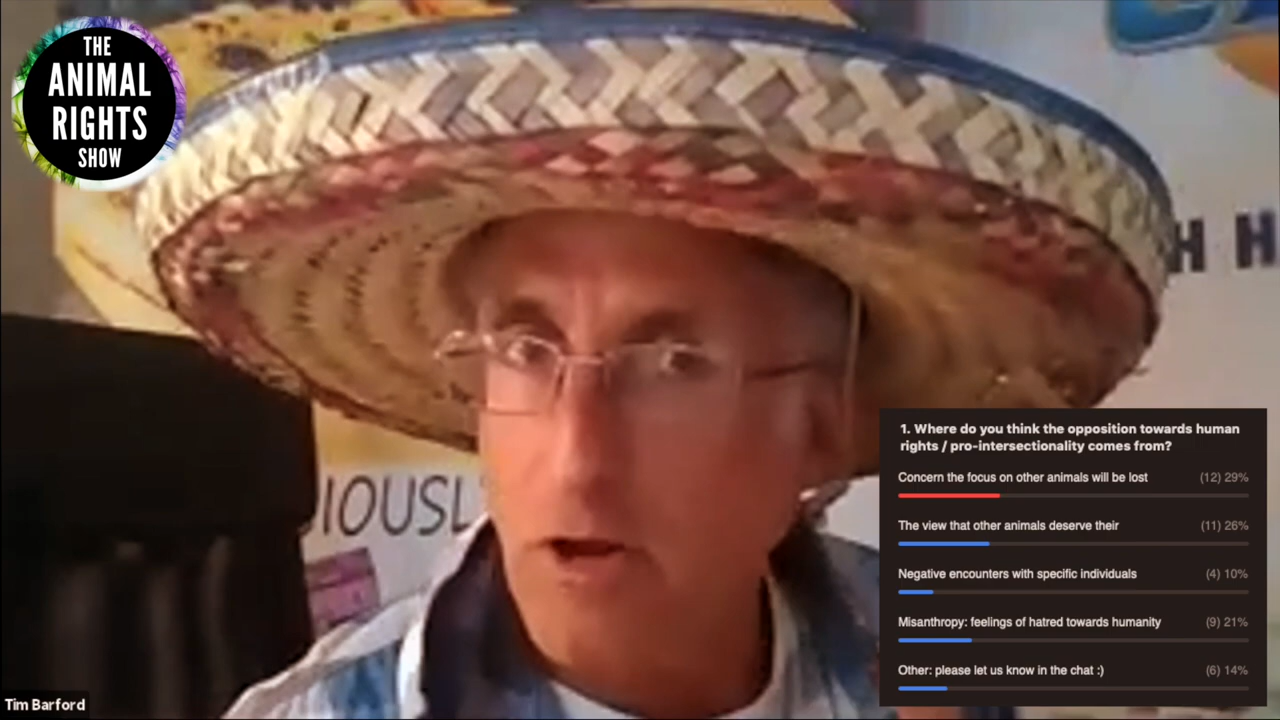 THE
ANIMAL
RIGHTS
SHOW
H H
IOUSL
1. Where do you think the opposition towards human
rights / pro-intersectionality comes from?
Concern the focus on other animals will be lost (12) 29%
The view that other animals deserve their (11) 26%
Negative encounters with specific individuals (4) 10%
Misanthropy: feelings of hatred towards humanity (9) 21%
Other: please let us know in the chat :) (6) 14%
Tim Barford